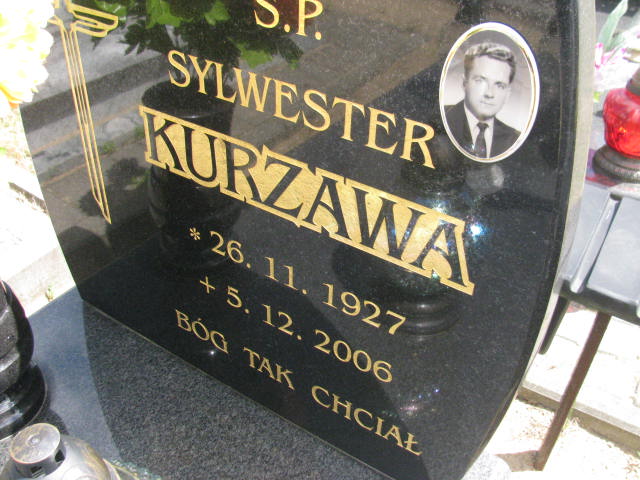 S.P.
SYLWESTER
KURZAWA
* 26. 11. 1927
+ 5. 12. 2006
BÓG TAK CHCIAŁ